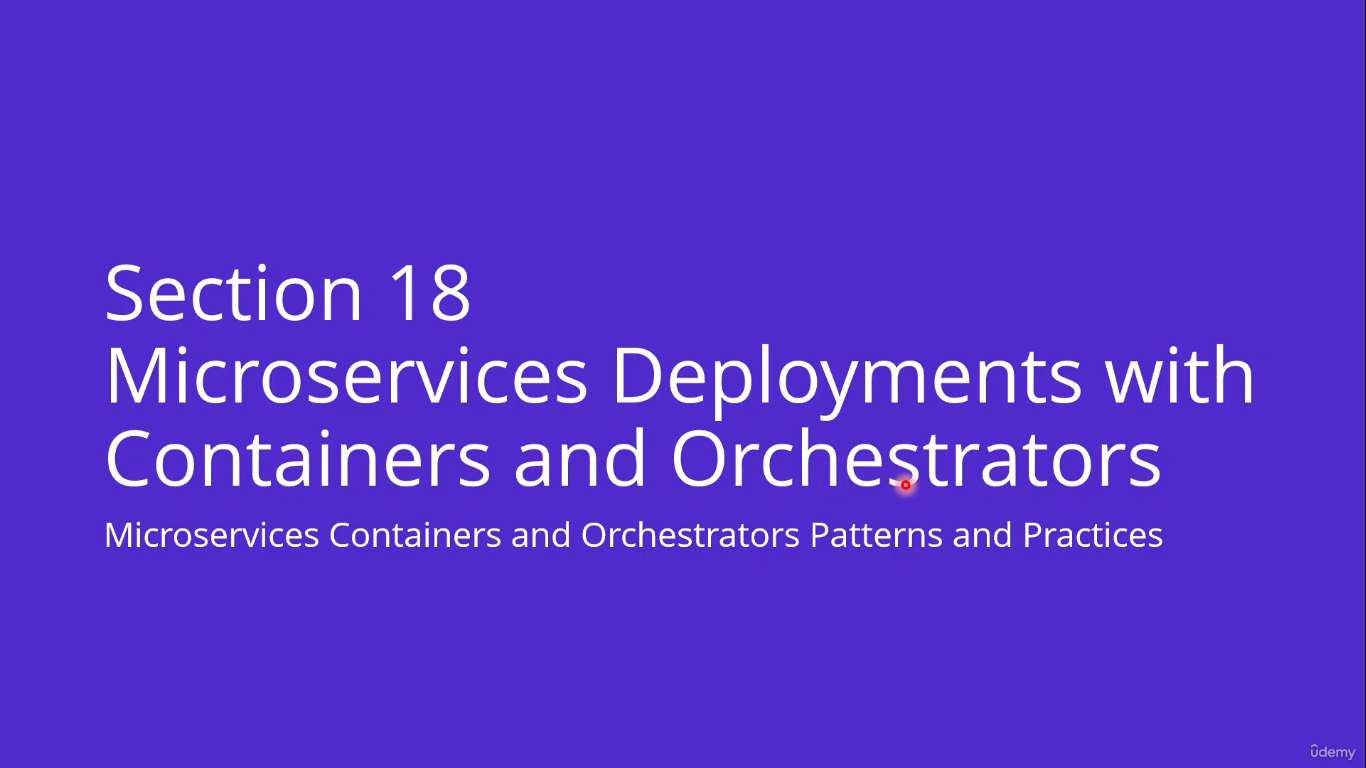 Section 18
Microservices Deployments with
Containers and Orchestrators
Microservices Containers and Orchestrators Patterns and Practices
ûdemy